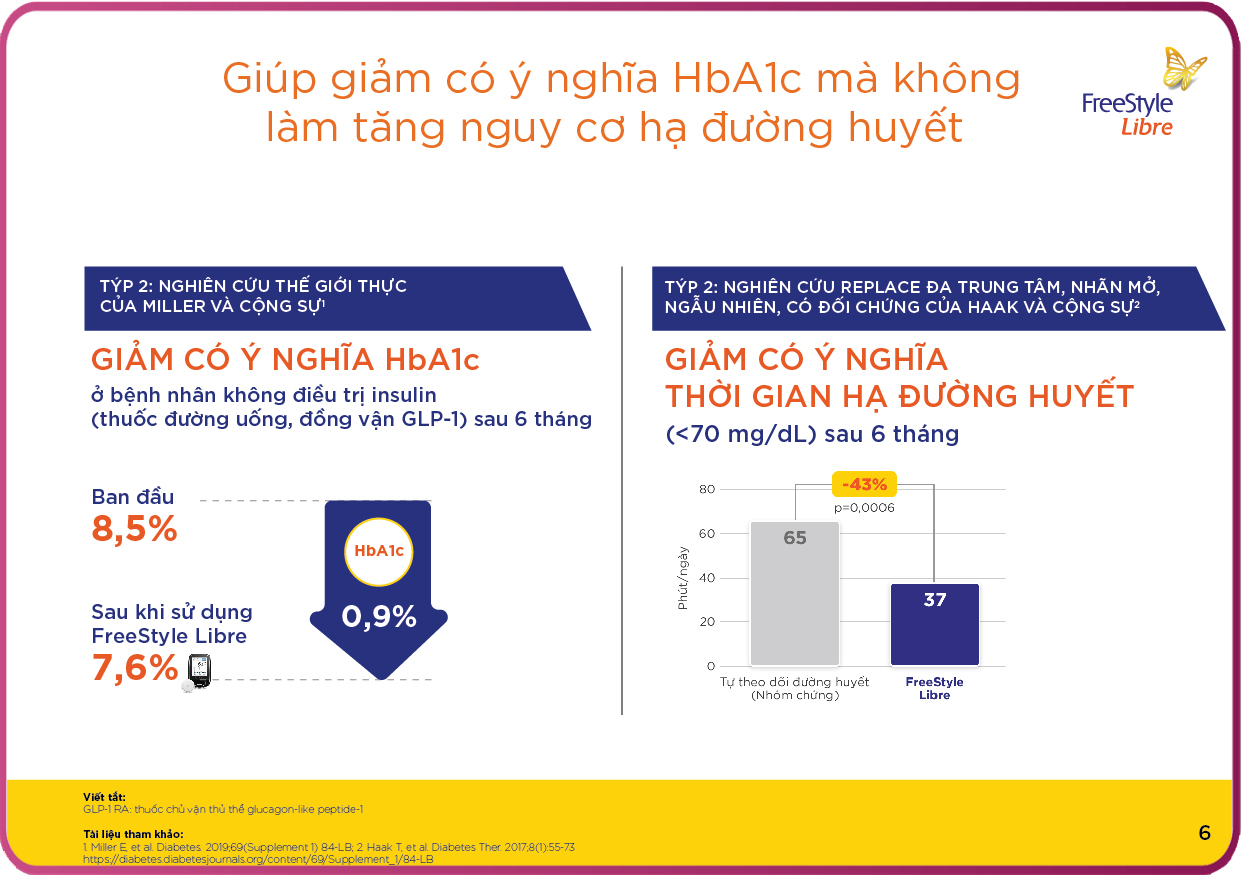 Giúp giảm có ý nghĩa HbA1c mà không
làm tăng nguy cơ hạ đường huyết
FreeStyle
Libre
TÝP 2: NGHIÊN CỨU THẾ GIỚI THỰC
CỦA MILLER VÀ CỘNG SỰ¹
GIẢM CÓ Ý NGHĨA HbA1c
ở bệnh nhân không điều trị insulin
(thuốc đường uống, đồng vận GLP-1) sau 6 tháng
Ban đầu
8,5%
HbA1c
0,9%
Sau khi sử dụng
FreeStyle Libre
7,6%
TÝP 2: NGHIÊN CỨU REPLACE ĐA TRUNG TÂM, NHÃN MỞ,
NGẪU NHIÊN, CÓ ĐỐI CHỨNG CỦA HAAK VÀ CỘNG SỰ²
GIẢM CÓ Ý NGHĨA
THỜI GIAN HẠ ĐƯỜNG HUYẾT
(<70 mg/dL) sau 6 tháng
-43%
p=0,0006
80
60
40
20
0
Phút/ngày
65
37
Tự theo dõi đường huyết
(Nhóm chứng)
FreeStyle
Libre
Viết tắt:
GLP-1 RA: thuốc chủ vận thủ thể glucagon-like peptide-1
Tài liệu tham khảo:
1. Miller E, et al. Diabetes. 2019;69(Supplement 1) 84-LB; 2. Haak T, et al. Diabetes Ther. 2017;8(1):55-73
https://diabetes.diabetesjournals.org/content/69/Supplement_1/84-LB
6